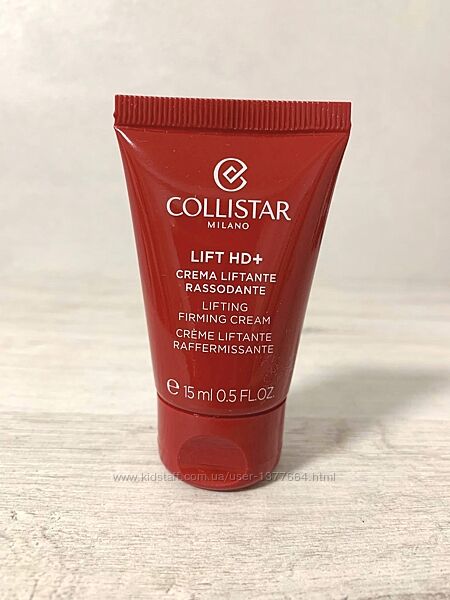 COLLISTAR
MILANO
LIFT HD+
CREMA LIFTANTE
RASSODANTE
LIFTING
FIRMING CREAM
CRÈME LIFTANTE
RAFFERMISSANTE
e 15 ml 0.5 FL.OZ.
www.kidstaff.com.ua/user-1377664.html